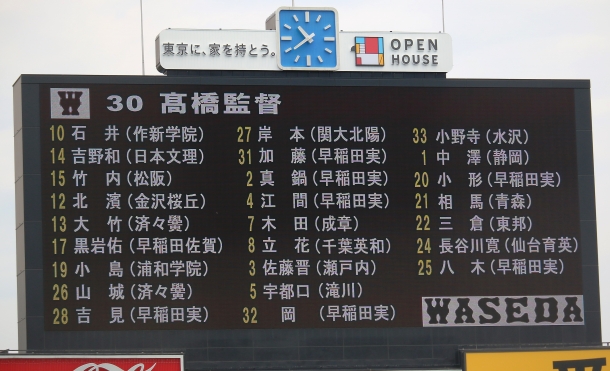 東京に、家を持とう。
OPEN HOUSE
W 30 髙橋監督
10 石井(作新学院) 27 岸本(関大北陽) 33 小野寺(水沢)
14 吉野和(日本文理) 31 加藤(早稲田実) 1 中澤(静岡)
15 竹内(松阪) 2 真鍋(早稲田実) 20 小形(早稲田実)
12 北濱(金沢桜丘) 4 江間(早稲田実) 21 相馬(青森)
13 大竹(済々黌) 7 木田(成章) 22 三倉(東邦)
17 黒岩佑(早稲田佐賀) 8 立花(千葉英和) 24 長谷川寛(仙台育英)
19 小島(浦和学院) 3 佐藤晋(瀬戸内) 25 八木(早稲田実)
26 山城(済々黌) 5 宇都口(滝川)
28 吉見(早稲田実) 32 岡(早稲田実)
WASEDA